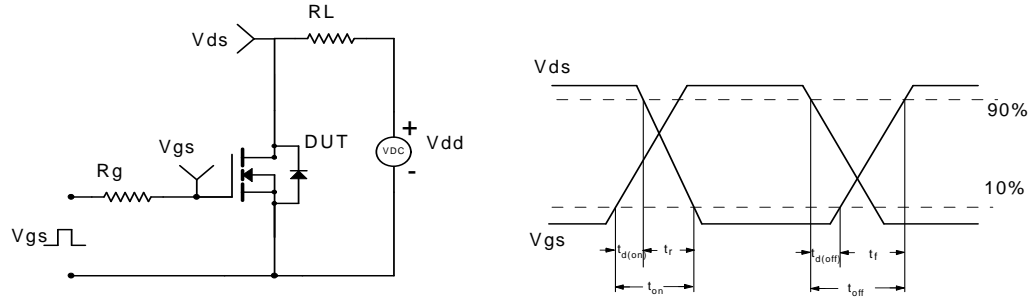 RL
Vds
DUT
VDC
+
Vdd
-
Vgs
Rg
Vgs
Vds
90%
10%
Vgs
td(on)
tr
td(off)
tf
ton
toff